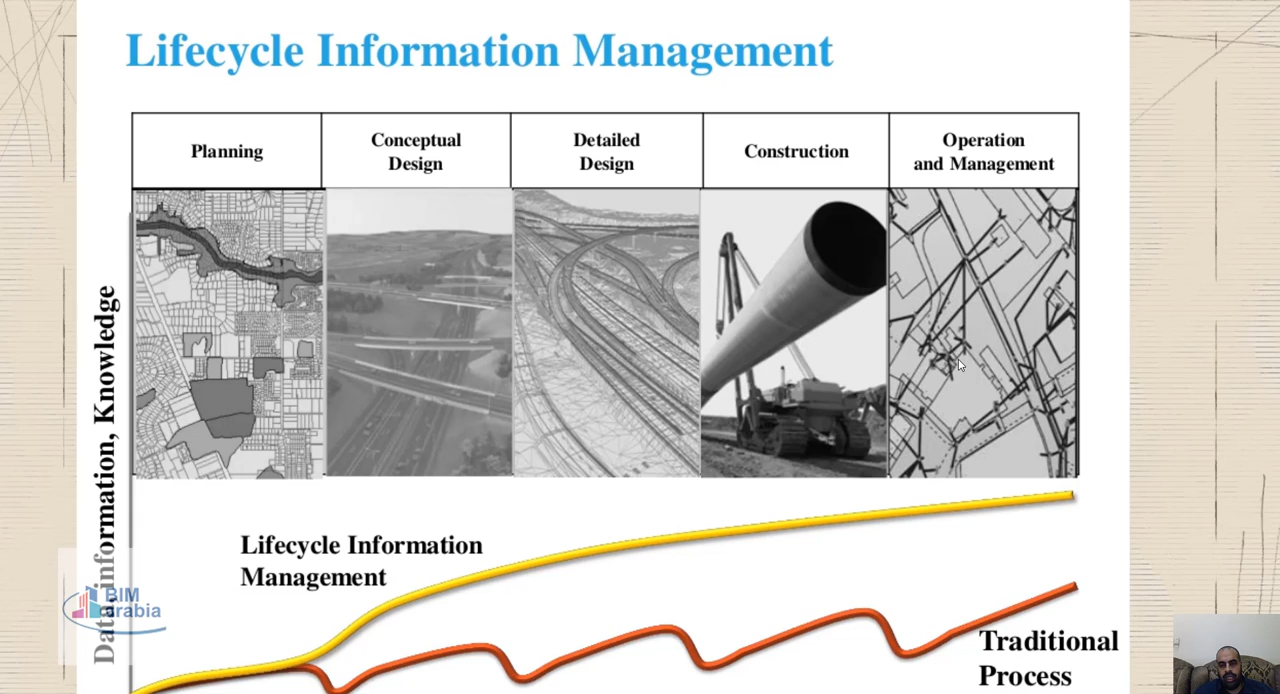 Lifecycle Information Management
Planning
Conceptual
Design
Detailed
Design
Construction
Operation
and Management
Data, information, Knowledge
Lifecycle Information
Management
Traditional
Process
BIM
arabia